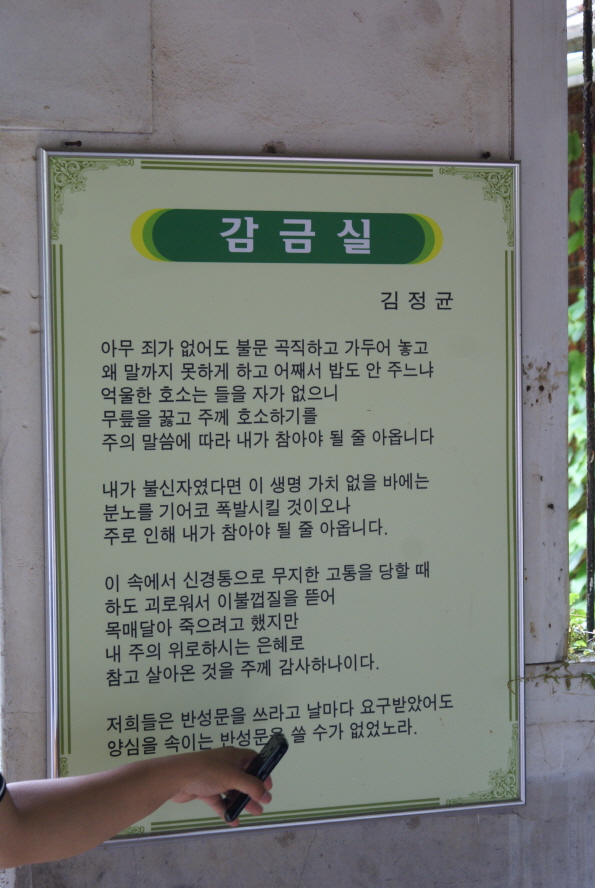 감금실
김정균
아무 죄가 없어도 불문 곡직하고 가두어 놓고
왜 말까지 못하게 하고 어째서 밥도 안 주느냐
억울한 호소는 들을 자가 없으니
무릎을 꿇고 주께 호소하기를
주의 말씀에 따라 내가 참아야 될 줄 아옵니다
내가 불신자였다면 이 생명 가치 없을 바에는
분노를 기어코 폭발시킬 것이오나
주로 인해 내가 참아야 될 줄 아옵니다.
이 속에서 신경통으로 무지한 고통을 당할 때
하도 괴로워서 이불껍질을 뜯어
목매달아 죽으려고 했지만
내 주의 위로하시는 은혜로
참고 살아온 것을 주께 감사하나이다.
저희들은 반성문을 쓰라고 날마다 요구받았어도
양심을 속이는 반성문을 쓸 수가 없었노라.